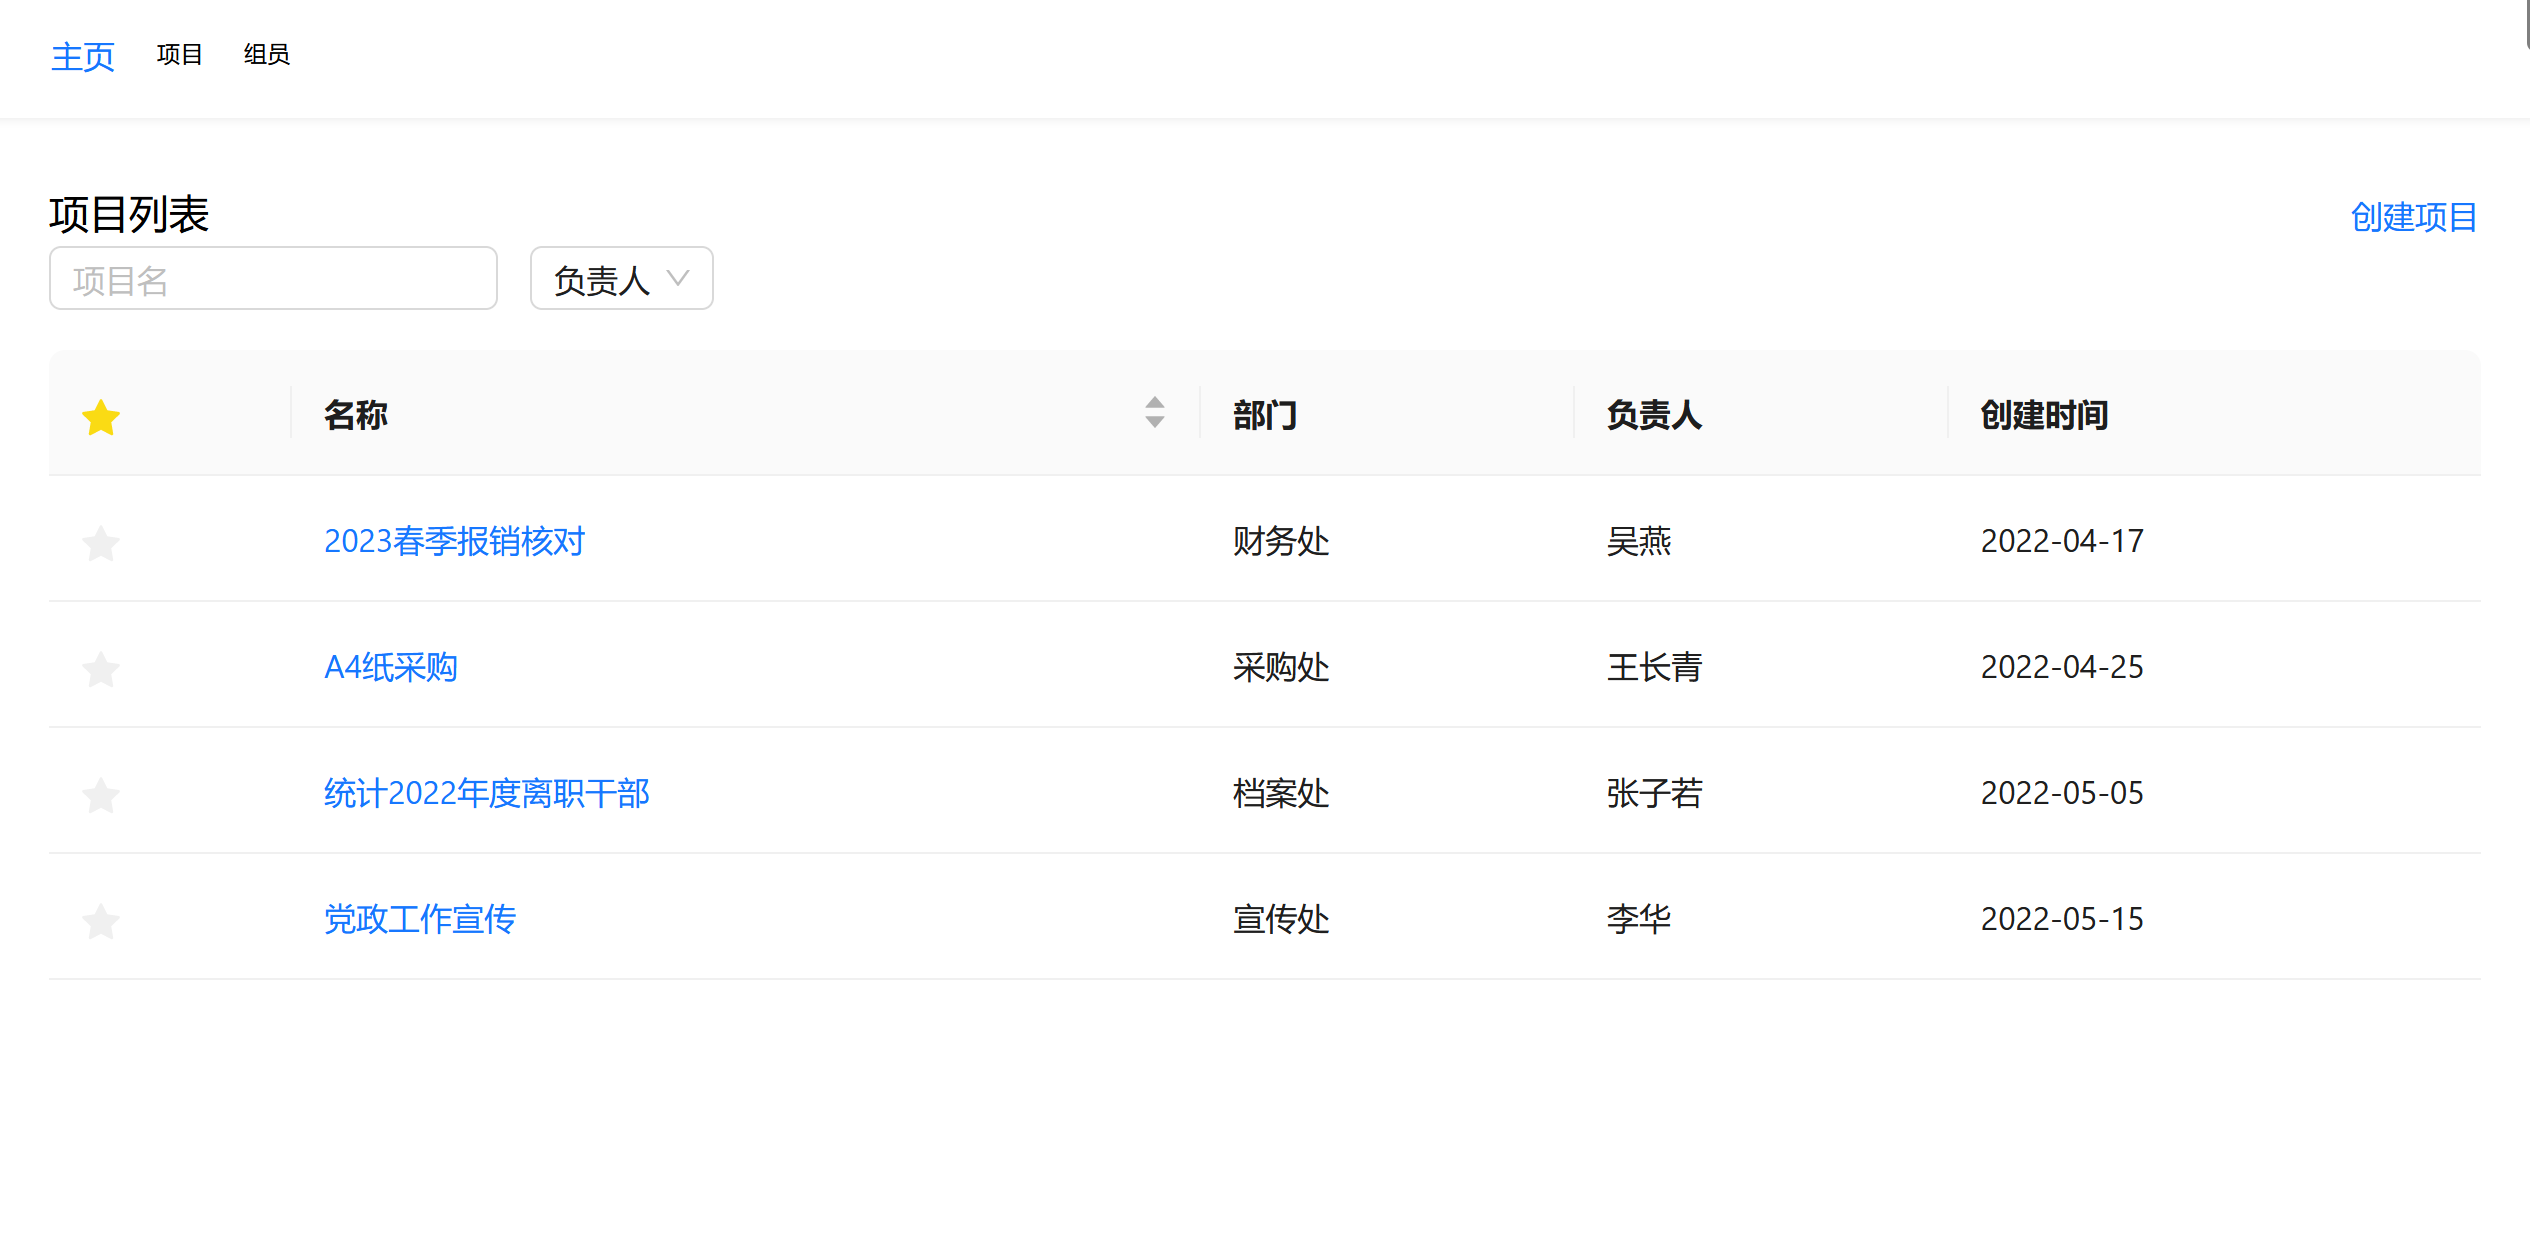 主页 项目 组员
项目列表 创建项目
项目名 负责人
名称 部门 负责人 创建时间
2023春季报销核对 财务处 吴燕 2022-04-17
A4纸采购 采购处 王长青 2022-04-25
统计2022年度离职干部 档案处 张子若 2022-05-05
党政工作宣传 宣传处 李华 2022-05-15